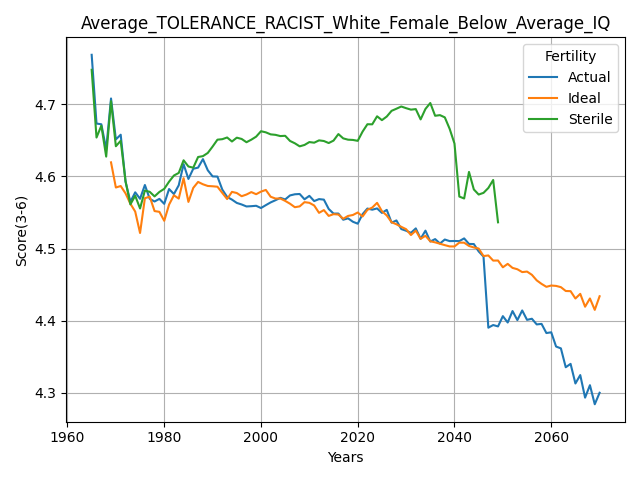 Average_TOLERANCE_RACIST_White_Female_Below_Average_IQ
Fertility
Actual
Ideal
Sterile
Score(3-6)
4.7
4.6
4.5
4.4
4.3
1960 1980 2000 2020 2040 2060
Years